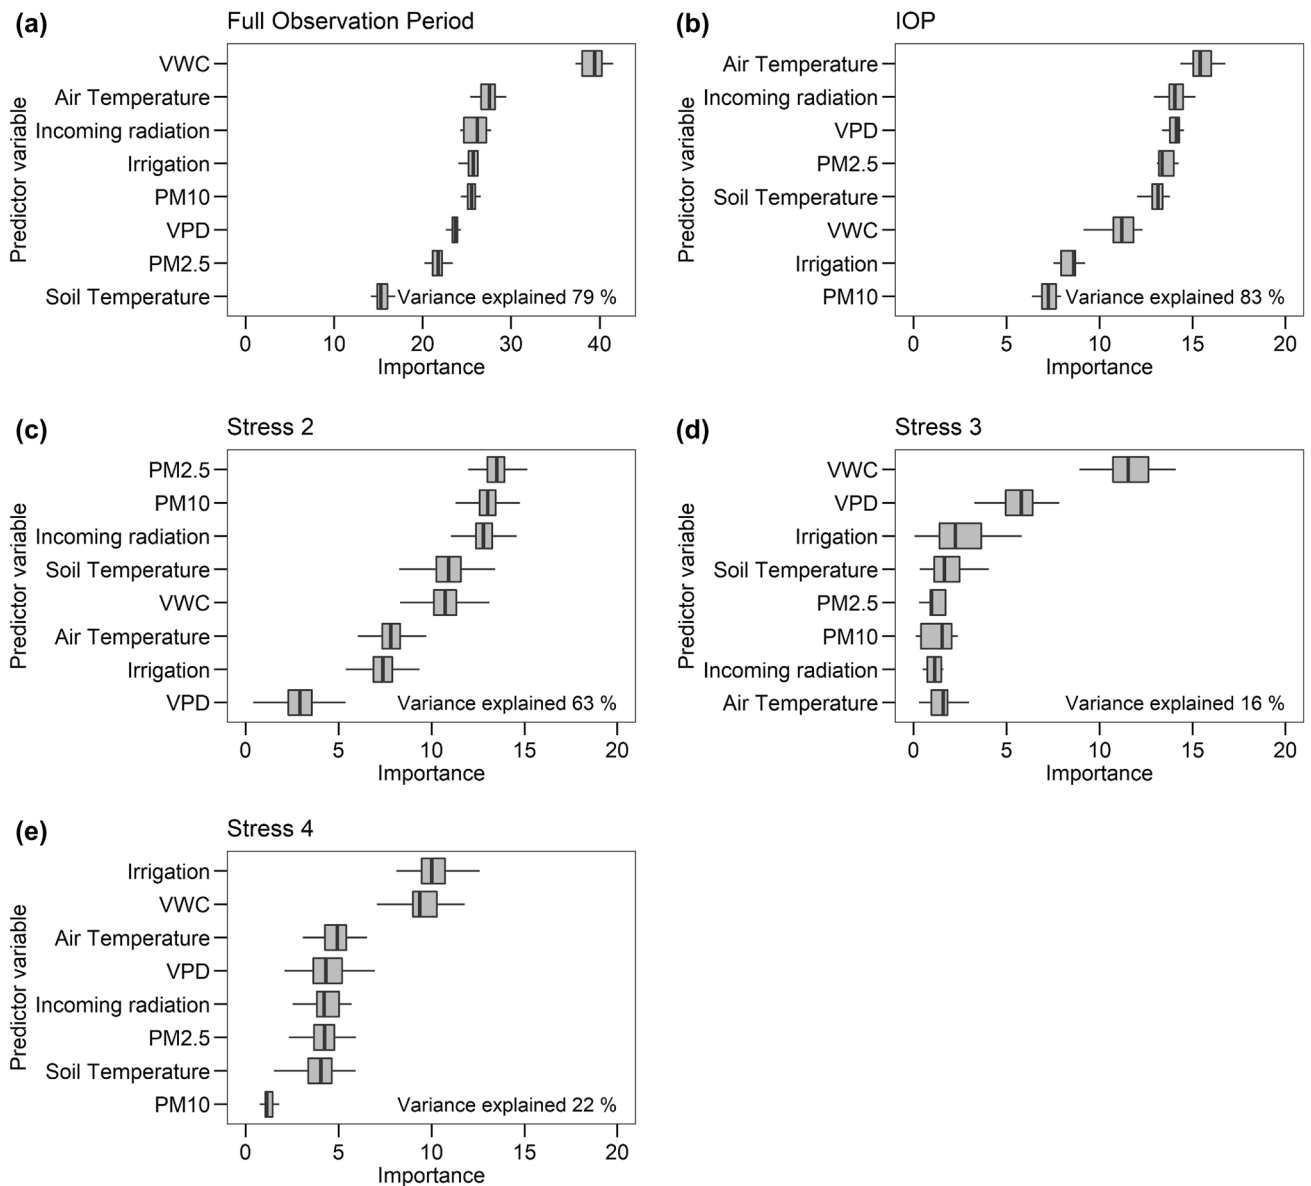 (a) Full Observation Period
Predictor variable
VWC
Air Temperature
Incoming radiation
Irrigation
PM10
VPD
PM2.5
Soil Temperature
Variance explained 79 %
0 10 20 30 40
Importance
(b) IOP
Predictor variable
Air Temperature
Incoming radiation
VPD
PM2.5
Soil Temperature
VWC
Irrigation
PM10
Variance explained 83 %
0 5 10 15 20
Importance
(c) Stress 2
Predictor variable
PM2.5
PM10
Incoming radiation
Soil Temperature
VWC
Air Temperature
Irrigation
VPD
Variance explained 63 %
0 5 10 15 20
Importance
(d) Stress 3
Predictor variable
VWC
VPD
Irrigation
Soil Temperature
PM2.5
PM10
Incoming radiation
Air Temperature
Variance explained 16 %
0 5 10 15 20
Importance
(e) Stress 4
Predictor variable
Irrigation
VWC
Air Temperature
VPD
Incoming radiation
PM2.5
Soil Temperature
PM10
Variance explained 22 %
0 5 10 15 20
Importance